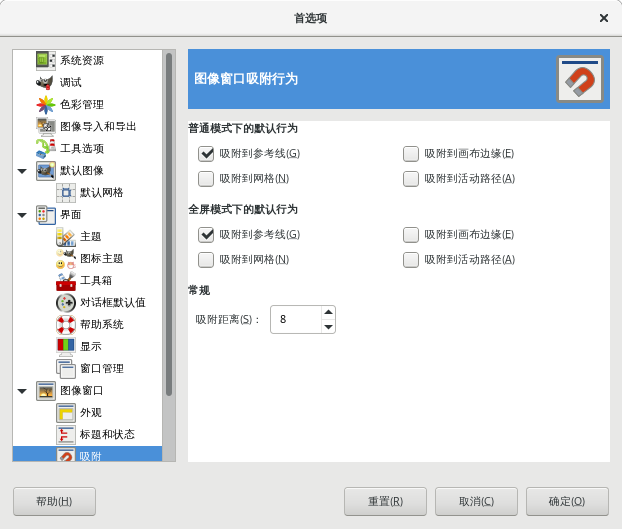 首选项
系统资源
调试
色彩管理
图像导入和导出
工具选项
默认图像
默认网格
界面
主题
图标主题
工具箱
对话框默认值
帮助系统
显示
窗口管理
图像窗口
外观
标题和状态
吸附
图像窗口吸附行为
普通模式下的默认行为
吸附到参考线(G) 吸附到画布边缘(E)
吸附到网格(N) 吸附到活动路径(A)
全屏模式下的默认行为
吸附到参考线(G) 吸附到画布边缘(E)
吸附到网格(N) 吸附到活动路径(A)
常规
吸附距离(S)： 8
帮助(H) 重置(R) 取消(C) 确定(O)